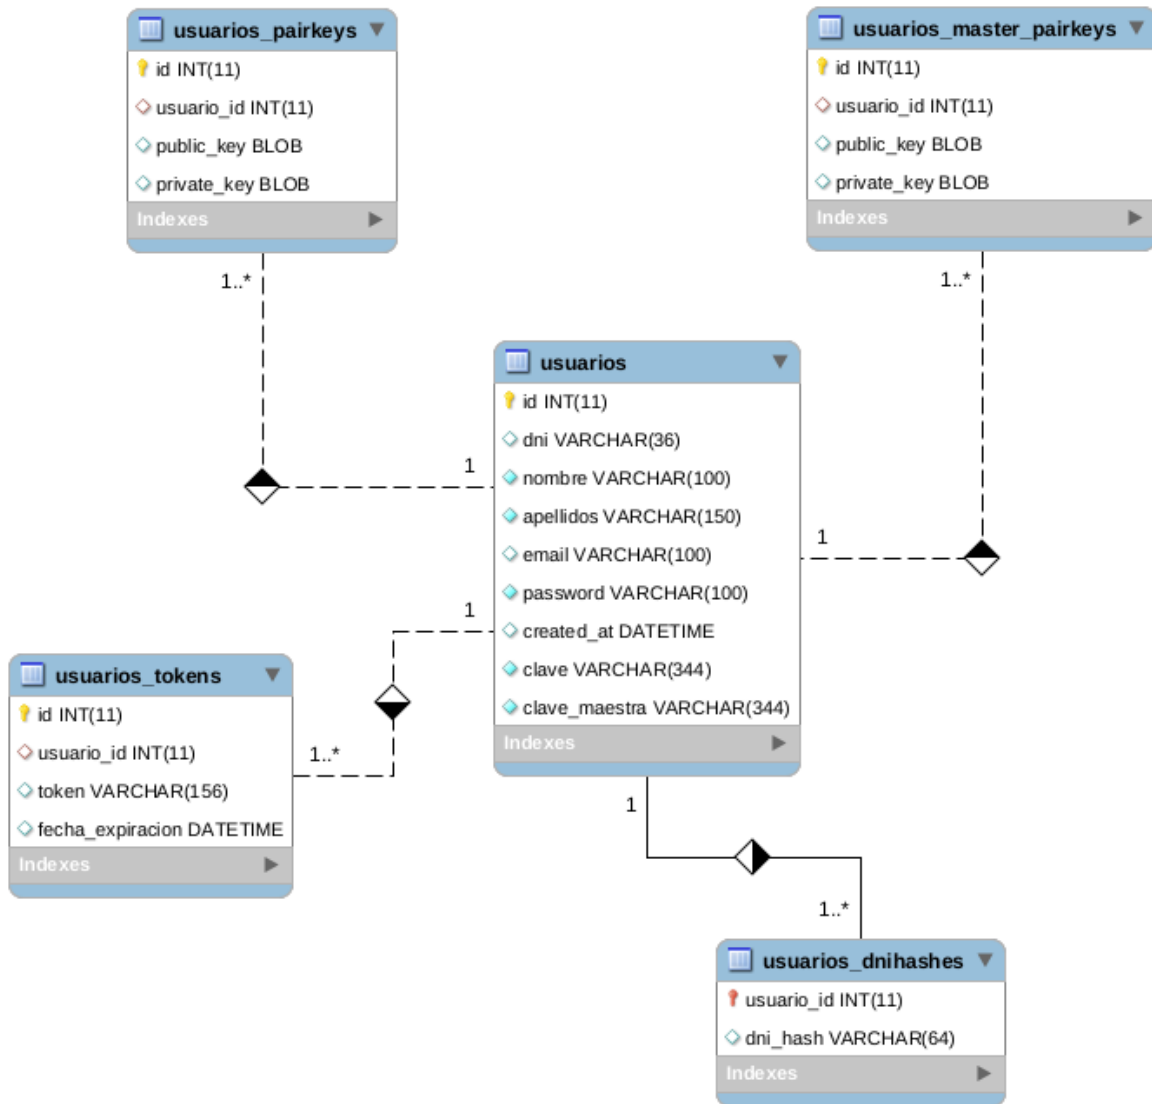 usuarios_pairkeys
id INT(11)
usuario_id INT(11)
public_key BLOB
private_key BLOB
Indexes
usuarios_master_pairkeys
id INT(11)
usuario_id INT(11)
public_key BLOB
private_key BLOB
Indexes
1..*
1..*
usuarios
id INT(11)
dni VARCHAR(36)
nombre VARCHAR(100)
apellidos VARCHAR(150)
email VARCHAR(100)
password VARCHAR(100)
created_at DATETIME
clave VARCHAR(344)
clave_maestra VARCHAR(344)
Indexes
1
1
1
usuarios_tokens
id INT(11)
usuario_id INT(11)
token VARCHAR(156)
fecha_expiracion DATETIME
Indexes
1..*
1
1..*
usuarios_dnihashes
usuario_id INT(11)
dni_hash VARCHAR(64)
Indexes